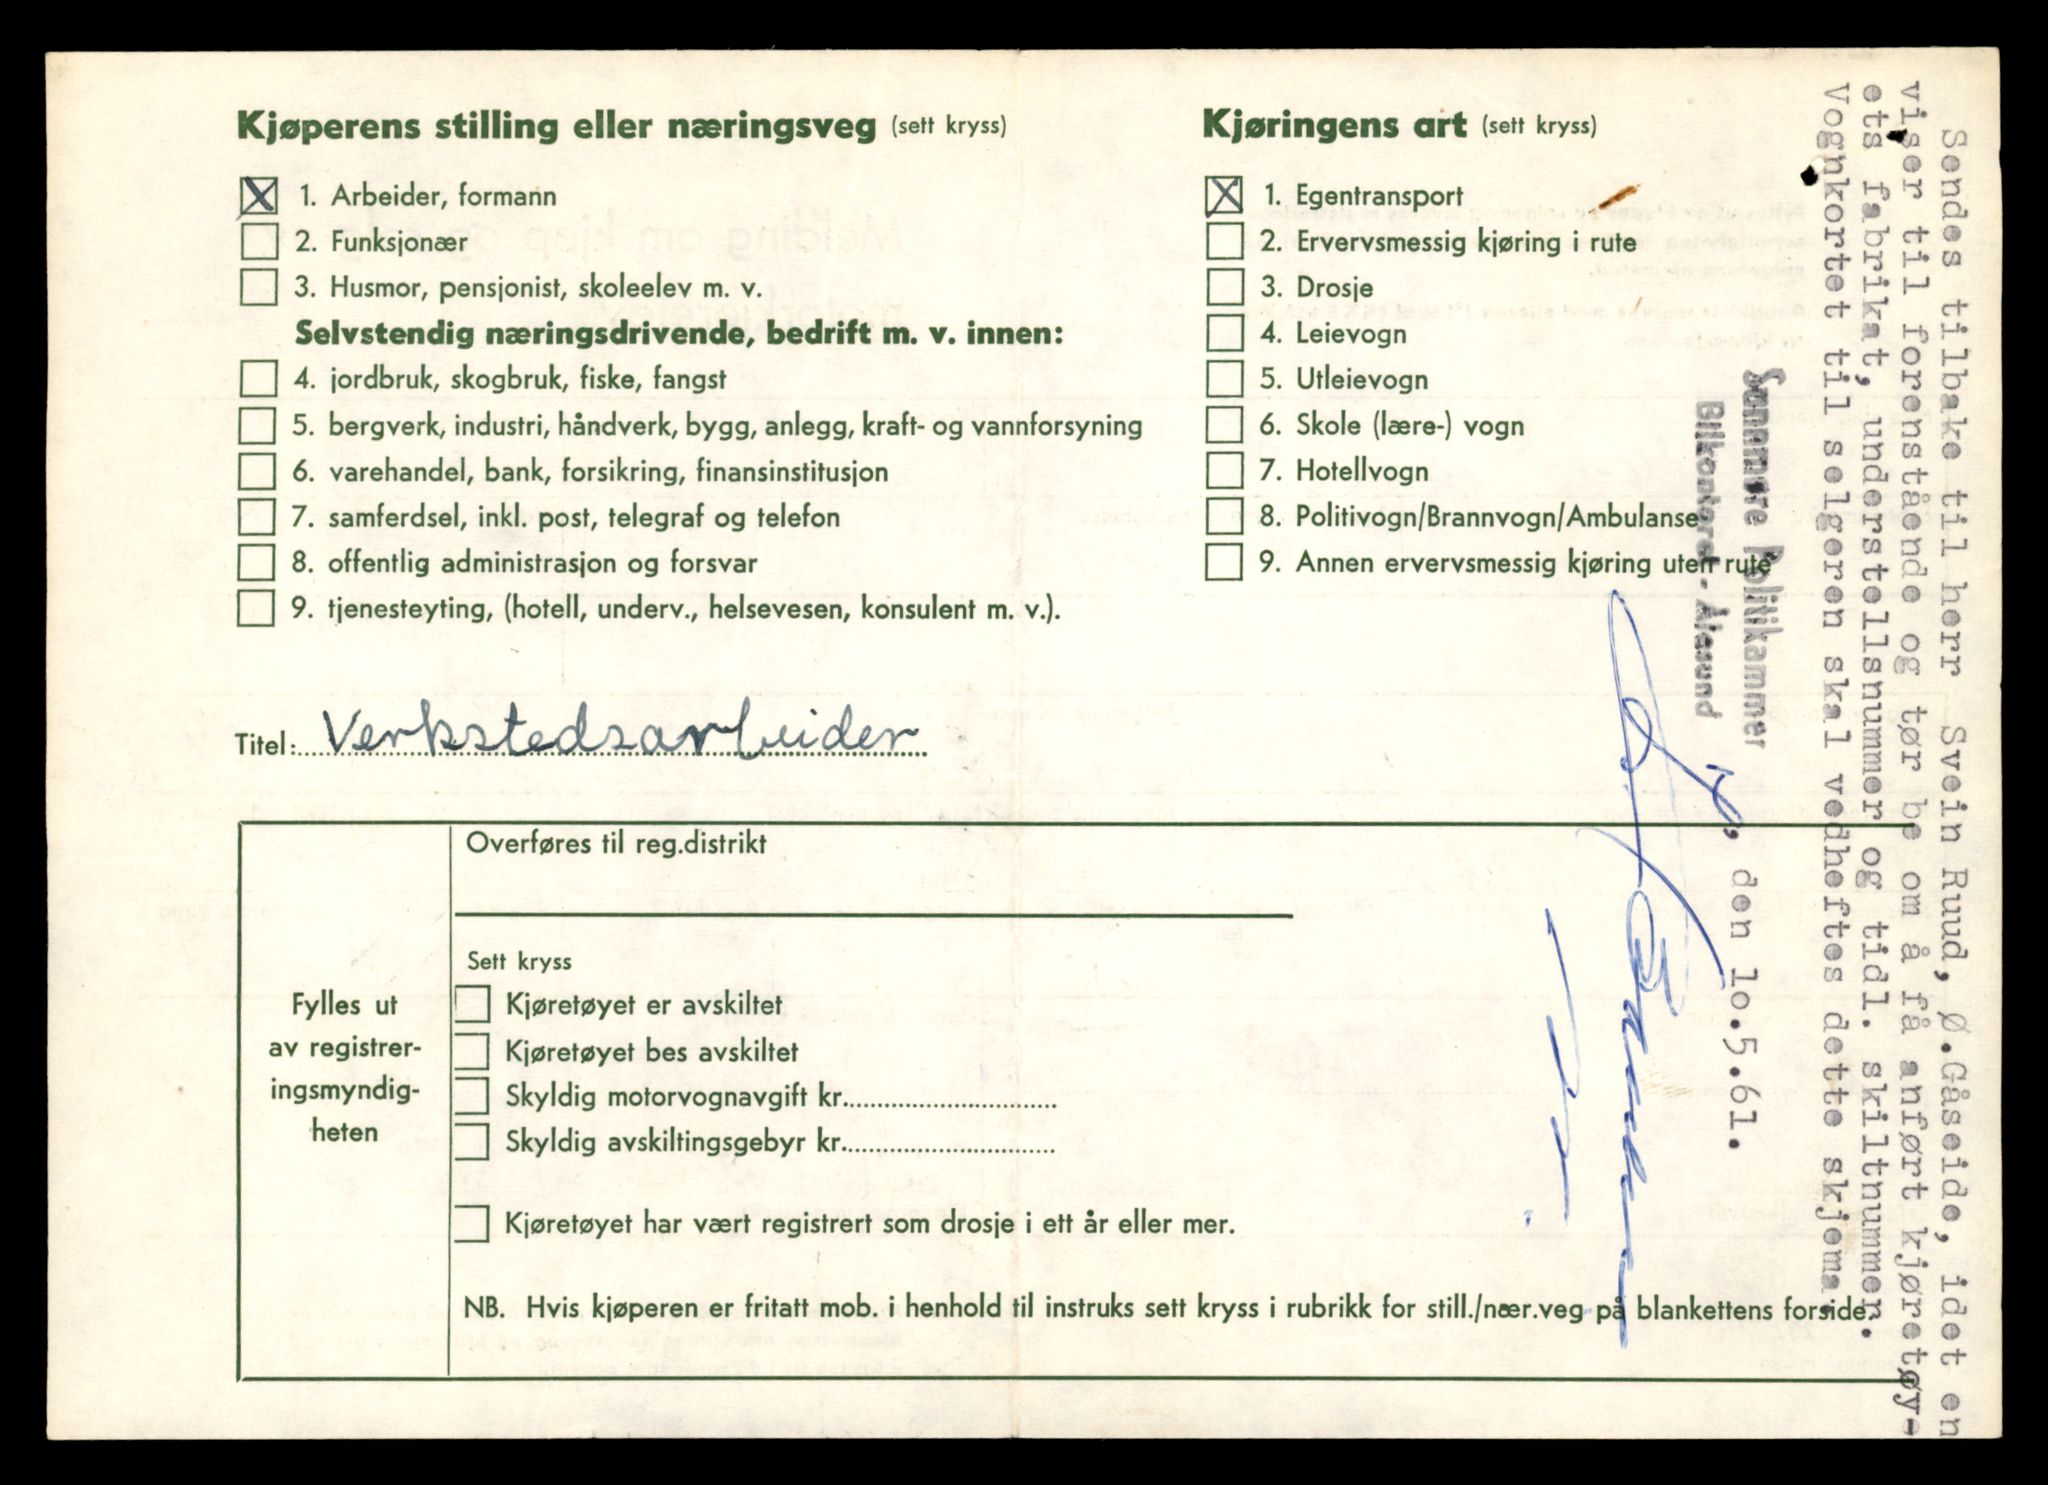 Kjøperens stilling eller næringsveg (sett kryss)
X 1. Arbeider, formann
2. Funksjonær
3. Husmor, pensjonist, skoleelev m. v.
Selvstendig næringsdrivende, bedrift m. v. innen:
4. jordbruk, skogbruk, fiske, fangst
5. bergverk, industri, håndverk, bygg, anlegg, kraft- og vannforsyning
6. varehandel, bank, forsikring, finansinstitusjon
7. samferdsel, inkl. post, telegraf og telefon
8. offentlig administrasjon og forsvar
9. tjenesteyting, (hotell, underv., helsevesen, konsulent m. v.).
Kjøringens art (sett kryss)
X 1. Egentransport
2. Ervervsmessig kjøring i rute
3. Drosje
4. Leievogn
5. Utleievogn
6. Skole (lære-) vogn
7. Hotellvogn
8. Politivogn/Brannvogn/Ambulanse
9. Annen ervervsmessig kjøring uten rute
Titel: Verkstedsarbeider
Fylles ut
av registrer-
ingsmyndig-
heten
Overføres til reg.distrikt
Sett kryss
Kjøretøyet er avskiltet
Kjøretøyet bes avskiltet
Skyldig motorvognavgift kr.
Skyldig avskiltingsgebyr kr.
Kjøretøyet har vært registrert som drosje i ett år eller mer.
NB. Hvis kjøperen er fritatt mob. i henhold til instruks sett kryss i rubrikk for still./nær.veg på blankettens forside.
Sendes tilbake til herr Svein Ruud, Ø.Gåseide, idet en
viser til forenstående og tør be om å få anført kjøretøy-
ets fabrikat, understellsnummer og tidl. skiltnummer.
Vognkortet til selgeren skal vedheftes dette skjema.
Sunnmøre Politikammer
Bilkontoret - Ålesund
, den 10.5.61.